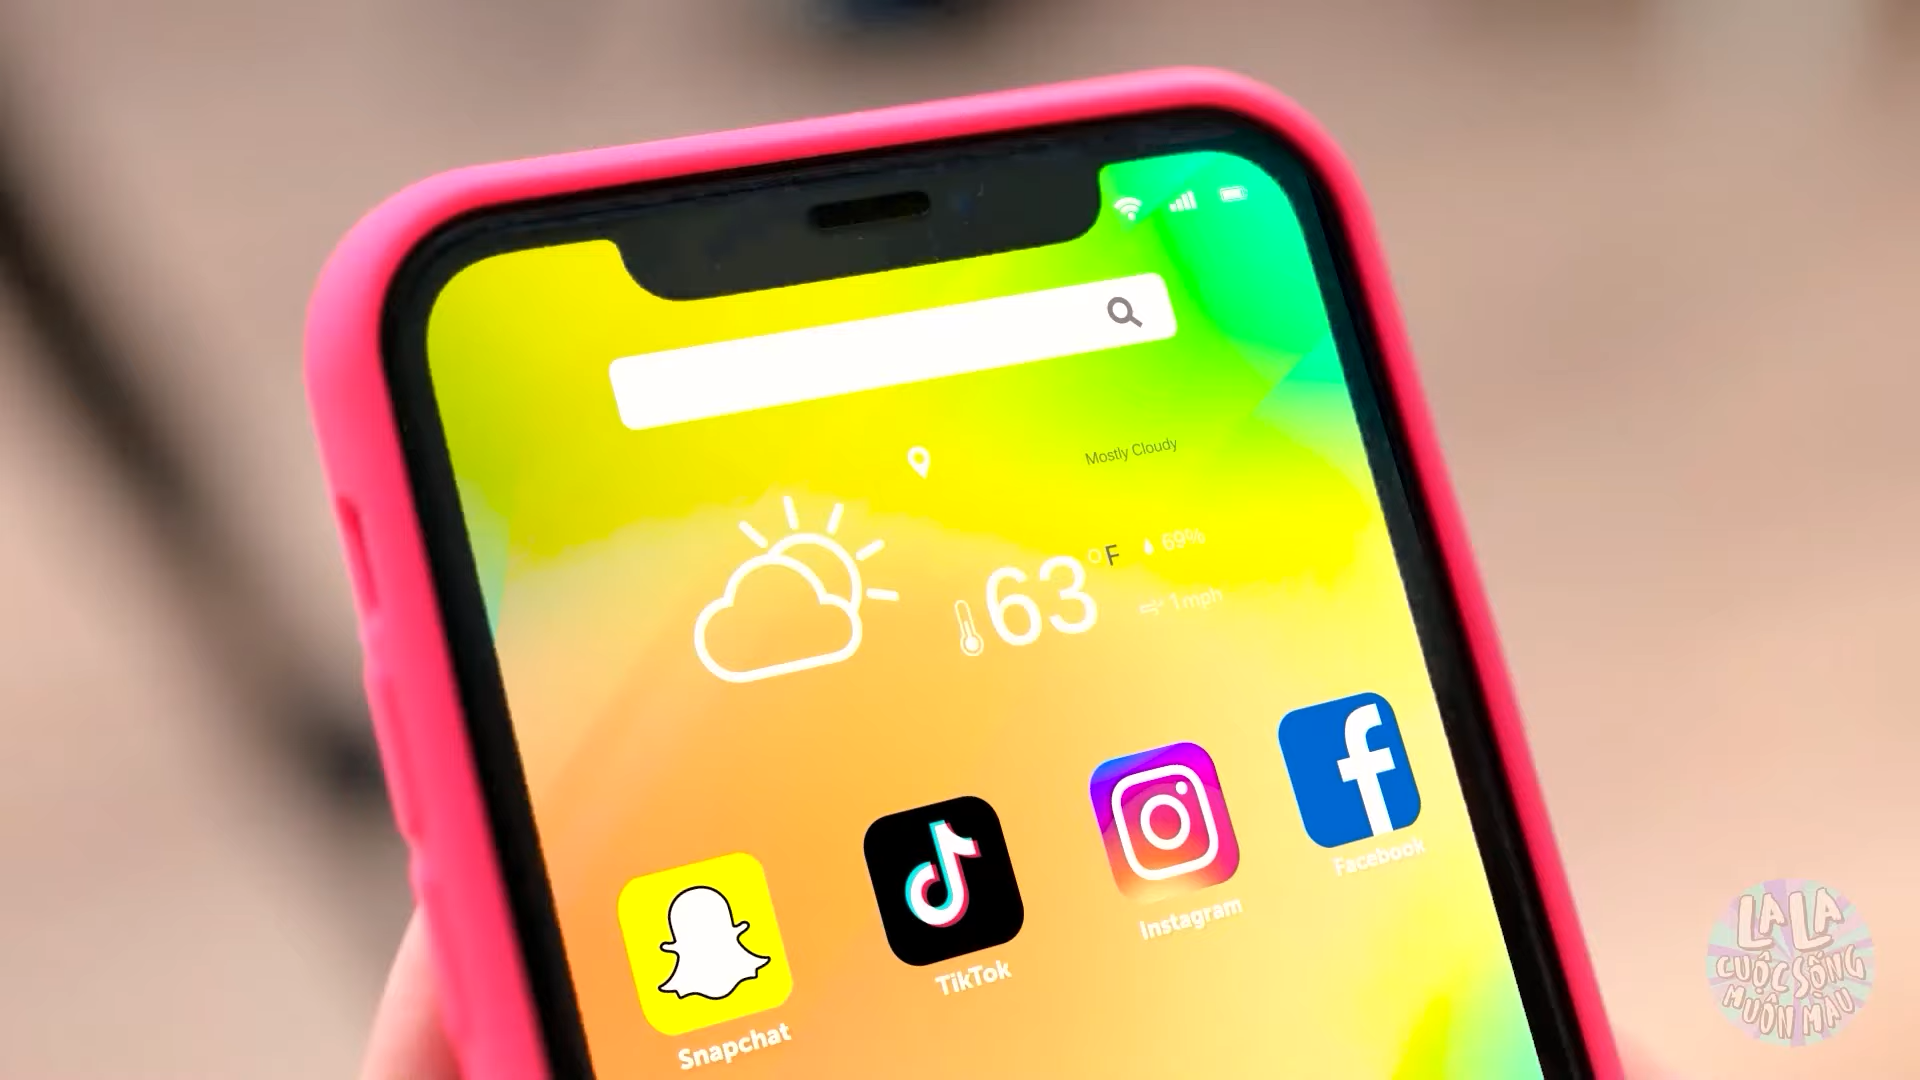 Mostly Cloudy
63 °F
69%
1mph
Facebook
Instagram
TikTok
Snapchat
LA LA
CUỘC SỐNG
MUÔN MÀU